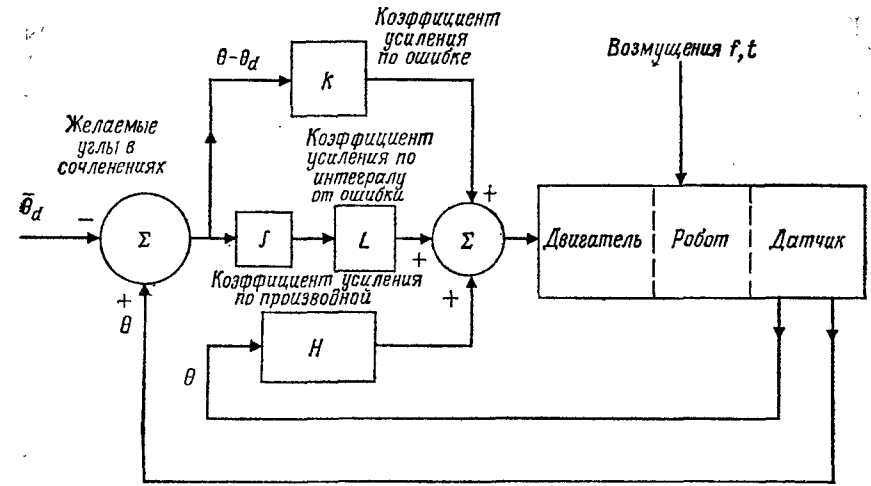 Коэффициент
усиления
по ошибке
θ-θd
K
Возмущения f,t
Желаемые
углы в
сочленениях
Коэффициент
усиления по
интегралу
от ошибки
+
θ̄d
−
Σ
∫
L
+
Σ
Двигатель
Робот
Датчик
Коэффициент усиления
по производной
+
+
θ
H
θ